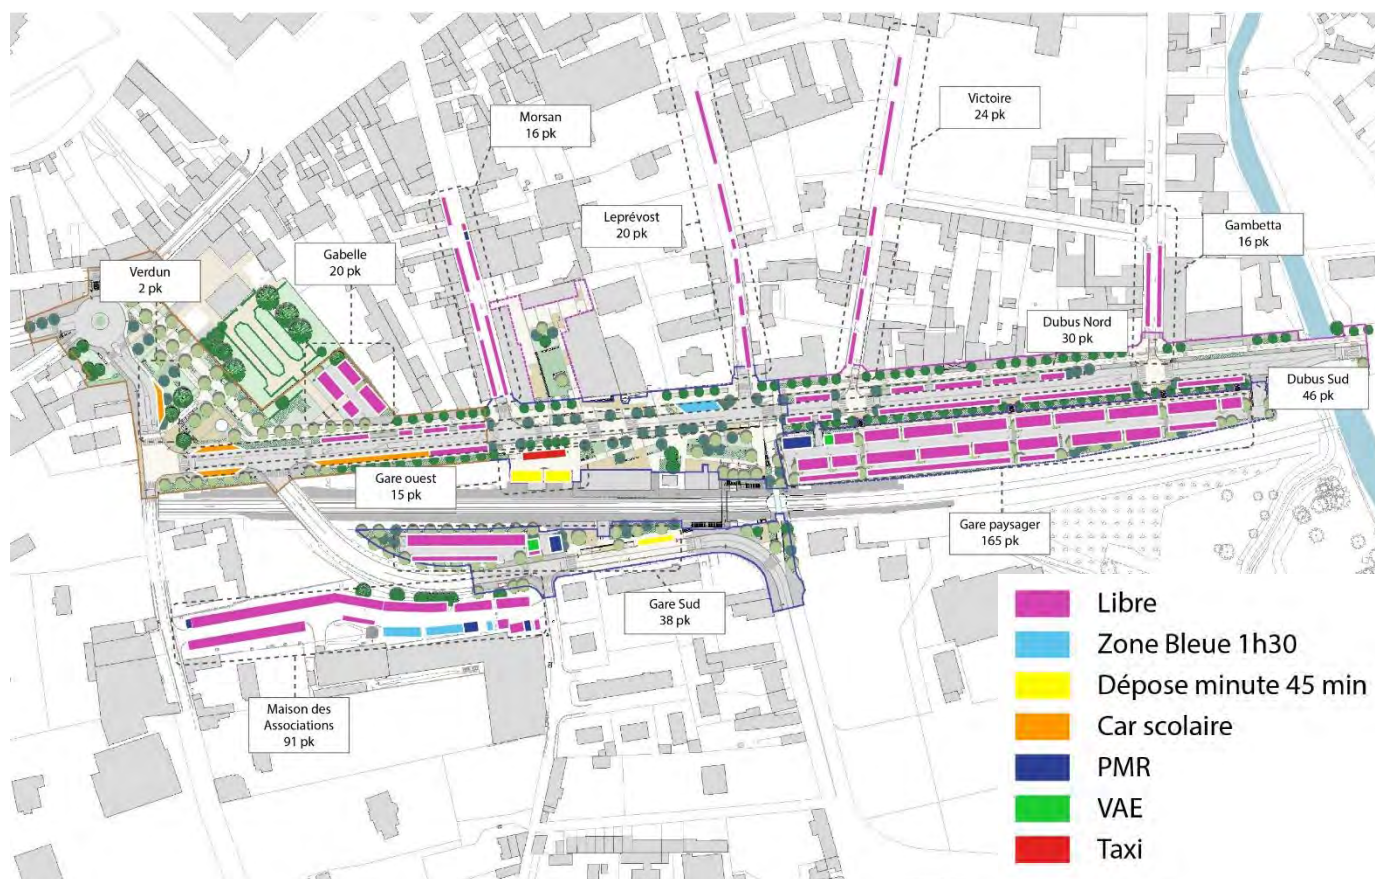 Victoire
24 pk
Morsan
16 pk
Leprévost
20 pk
Gambetta
16 pk
Gabelle
20 pk
Verdun
2 pk
Dubus Nord
30 pk
Dubus Sud
46 pk
Gare ouest
15 pk
Gare paysager
165 pk
Gare Sud
38 pk
Maison des
Associations
91 pk
Libre
Zone Bleue 1h30
Dépose minute 45 min
Car scolaire
PMR
VAE
Taxi